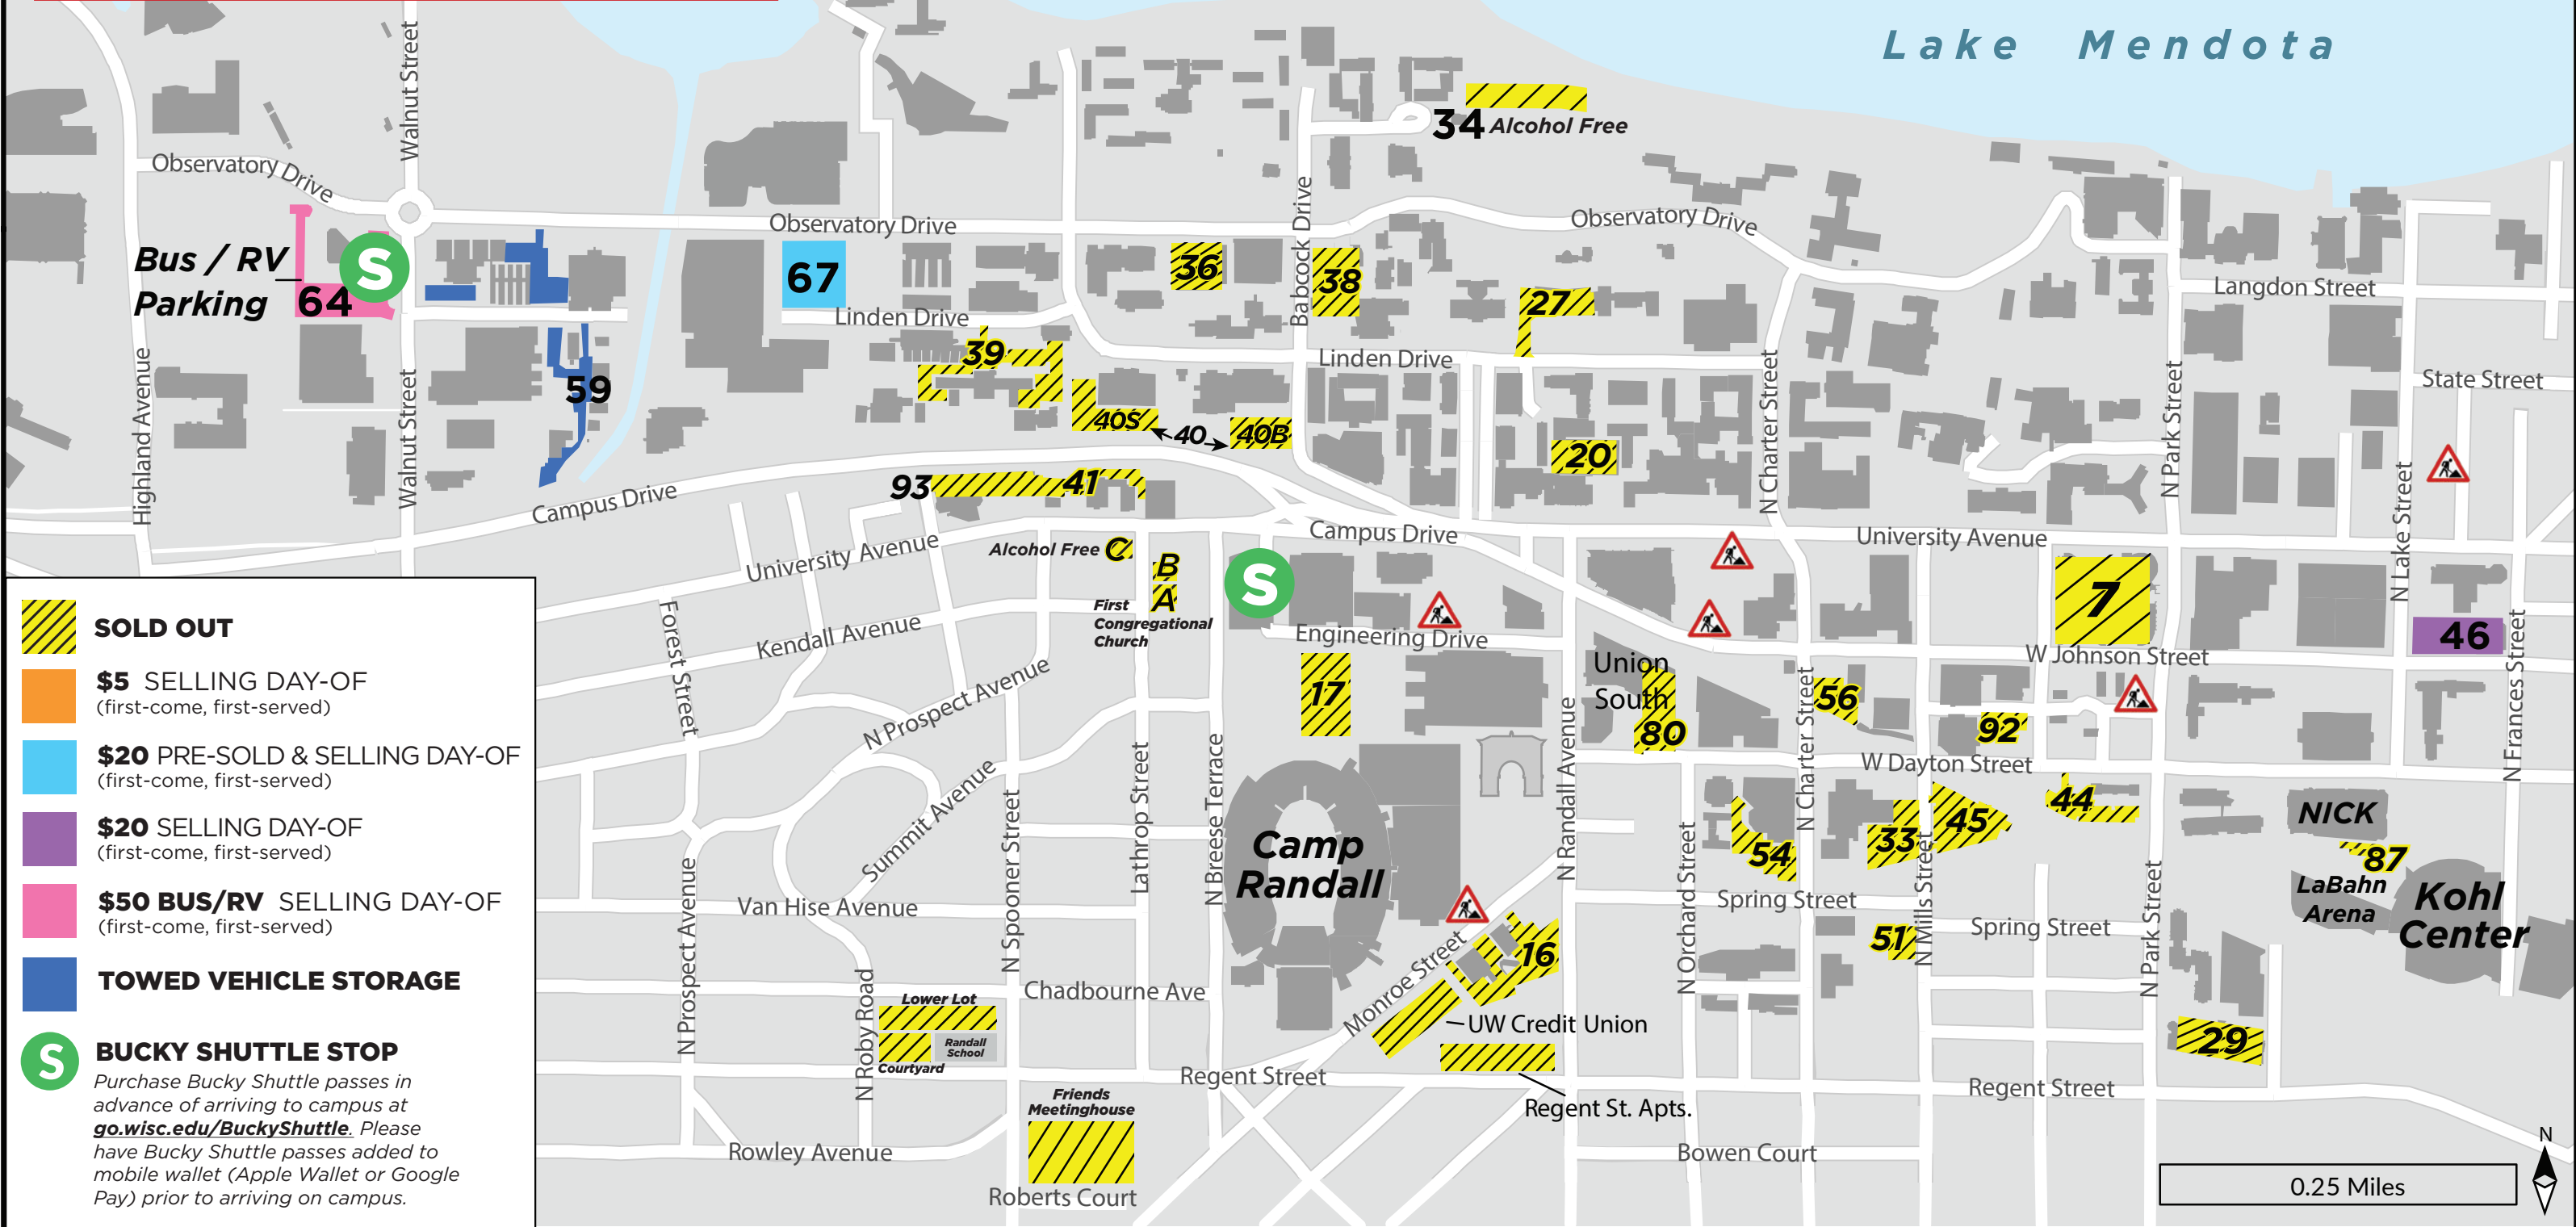 Lake Mendota
Walnut Street
34 Alcohol Free
Observatory Drive
Observatory Drive
Observatory Drive
Babcock Drive
Bus / RV
Parking
64
S
67
36
38
27
Langdon Street
Linden Drive
Linden Drive
39
59
State Street
Highland Avenue
Walnut Street
N Charter Street
N Park Street
40S
40
40B
20
93
41
N Lake Street
Campus Drive
Campus Drive
University Avenue
University Avenue
Alcohol Free C
B
A
First
Congregational
Church
S
7
46
Forest Street
Kendall Avenue
Engineering Drive
W Johnson Street
N Frances Street
Union
South
80
17
56
92
N Prospect Avenue
N Randall Avenue
N Charter Street
W Dayton Street
Summit Avenue
N Spooner Street
Lathrop Street
N Breese Terrace
Camp
Randall
54
33
45
44
NICK
87
LaBahn
Arena
Kohl
Center
N Orchard Street
N Mills Street
N Park Street
Van Hise Avenue
Spring Street
Spring Street
51
16
Monroe Street
N Prospect Avenue
N Roby Road
Chadbourne Ave
Lower Lot
Randall
School
Courtyard
UW Credit Union
29
Regent Street
Regent Street
Regent St. Apts.
Friends
Meetinghouse
Rowley Avenue
Bowen Court
Roberts Court
N
0.25 Miles
SOLD OUT
$5 SELLING DAY-OF
(first-come, first-served)
$20 PRE-SOLD & SELLING DAY-OF
(first-come, first-served)
$20 SELLING DAY-OF
(first-come, first-served)
$50 BUS/RV SELLING DAY-OF
(first-come, first-served)
TOWED VEHICLE STORAGE
S
BUCKY SHUTTLE STOP
Purchase Bucky Shuttle passes in
advance of arriving to campus at
go.wisc.edu/BuckyShuttle. Please
have Bucky Shuttle passes added to
mobile wallet (Apple Wallet or Google
Pay) prior to arriving on campus.